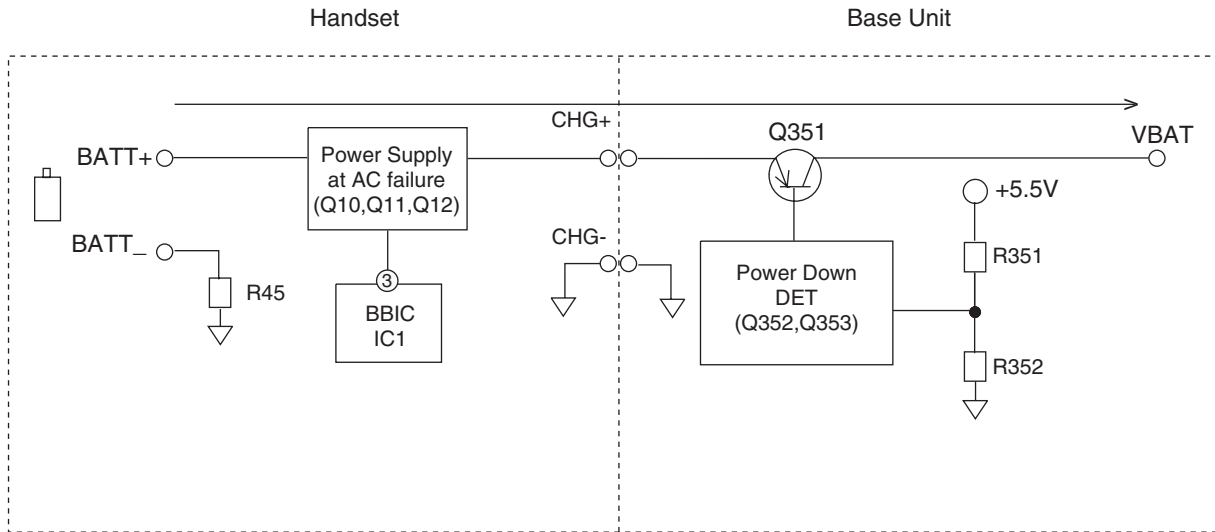 Handset
Base Unit
CHG+
Q351
BATT+
Power Supply
at AC failure
(Q10,Q11,Q12)
VBAT
+5.5V
BATT_
CHG-
R351
R45
3
BBIC
IC1
Power Down
DET
(Q352,Q353)
R352